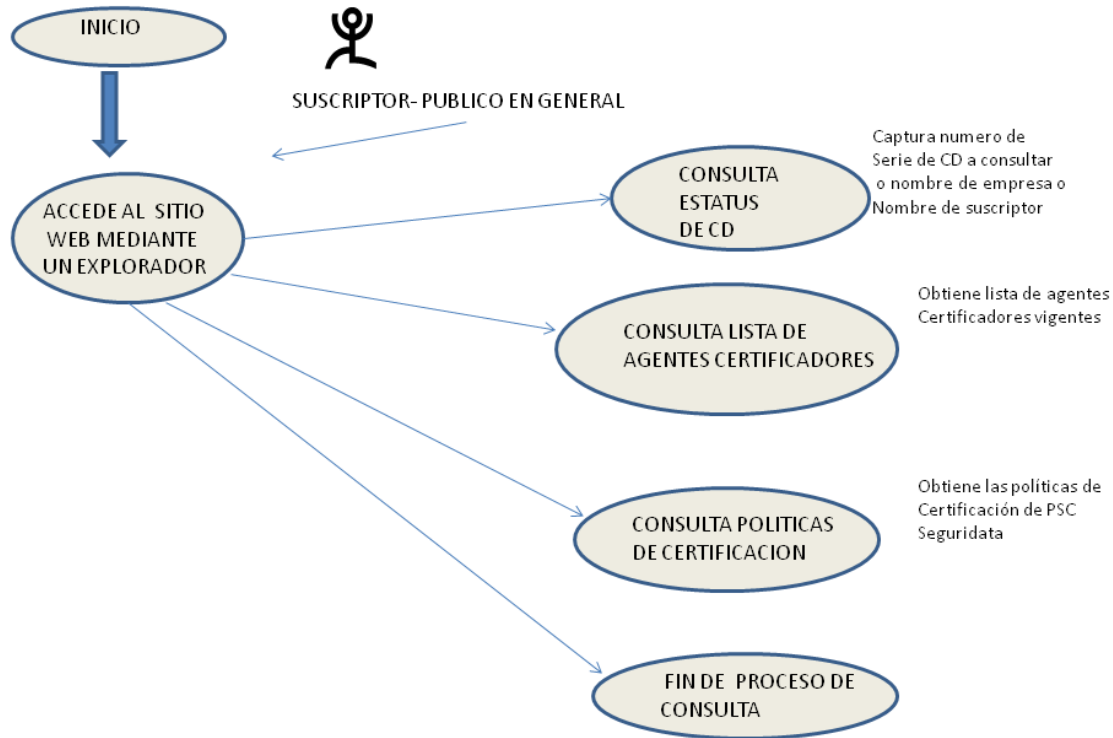 INICIO
SUSCRIPTOR- PUBLICO EN GENERAL
ACCEDE AL SITIO
WEB MEDIANTE
UN EXPLORADOR
CONSULTA
ESTATUS
DE CD
Captura numero de
Serie de CD a consultar
o nombre de empresa o
Nombre de suscriptor
CONSULTA LISTA DE
AGENTES CERTIFICADORES
Obtiene lista de agentes
Certificadores vigentes
CONSULTA POLITICAS
DE CERTIFICACION
Obtiene las políticas de
Certificación de PSC
Seguridata
FIN DE PROCESO DE
CONSULTA